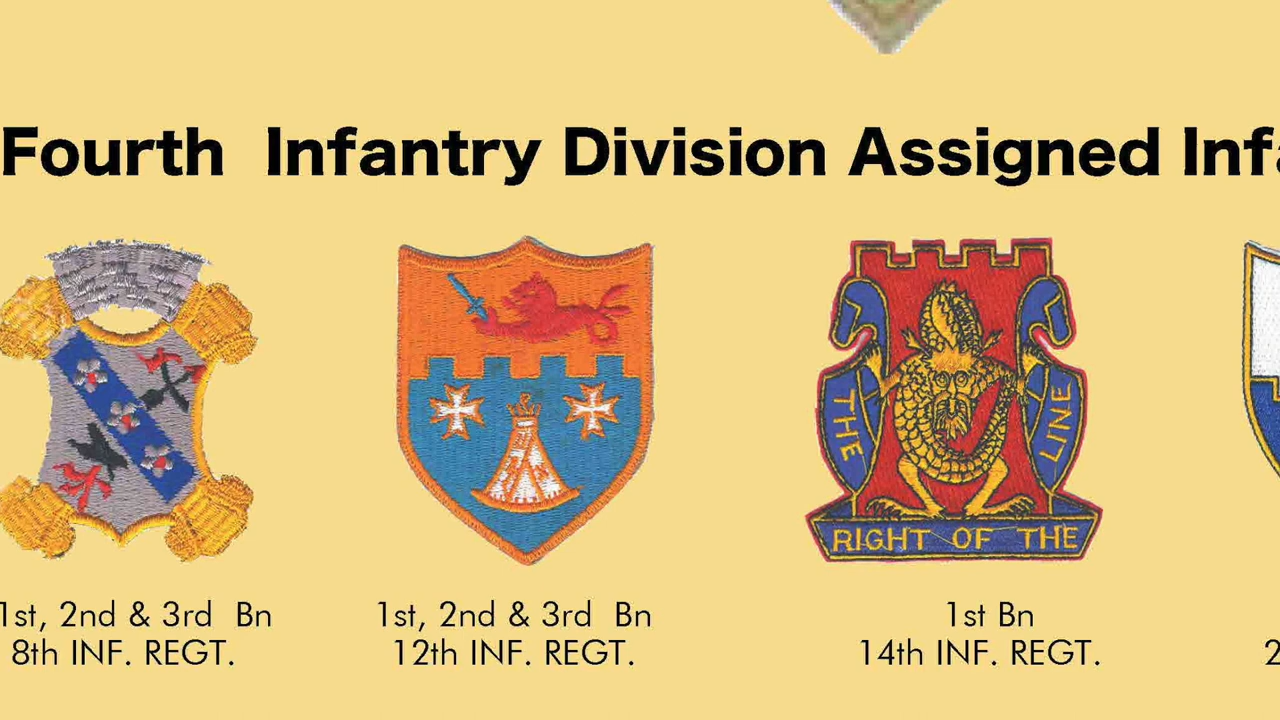 Fourth Infantry Division Assigned Inf
THE LINE
RIGHT OF THE
1st, 2nd & 3rd Bn
8th INF. REGT.
1st, 2nd & 3rd Bn
12th INF. REGT.
1st Bn
14th INF. REGT.
2